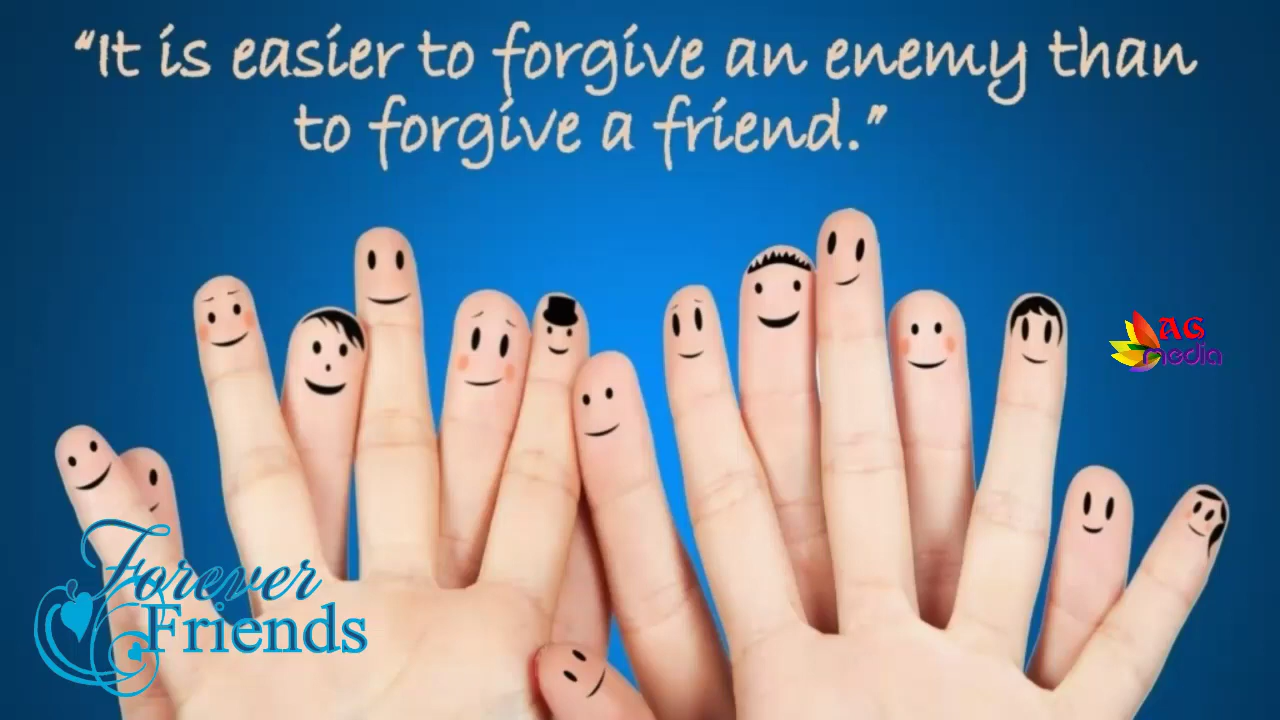 “It is easier to forgive an enemy than
to forgive a friend.”
AG
media
Forever
Friends